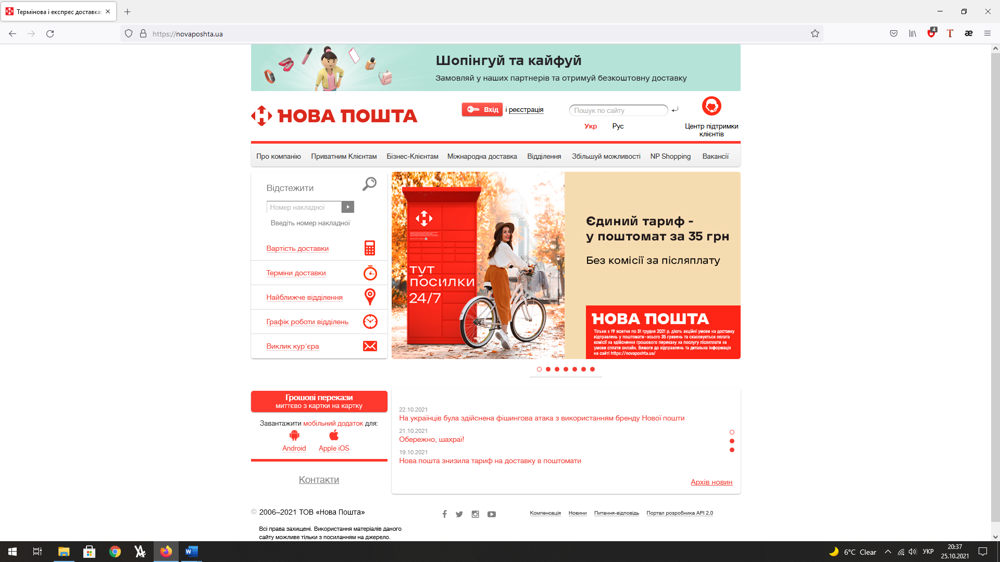 Термінова і експрес доставка:
https://novaposhta.ua
4
Шопінгуй та кайфуй
Замовляй у наших партнерів та отримуй безкоштовну доставку
НОВА ПОШТА
Вхід і реєстрація
Пошук по сайту
Укр Рус
Центр підтримки
клієнтів
Про компанію Приватним Клієнтам Бізнес-Клієнтам Міжнародна доставка Відділення Збільшуй можливості NP Shopping Вакансії
Відстежити
Номер накладної
Введіть номер накладної
Вартість доставки
Терміни доставки
Найближче відділення
Графік роботи відділень
Виклик кур'єра
ТУТ
ПОСИЛКИ
24/7
Єдиний тариф -
у поштомат за 35 грн
Без комісії за післяплату
НОВА ПОШТА
Тільки з 19 жовтня по 31 грудня 2021 р. діють акційні умови на доставку
відправлень у поштомати - всього 35 гривень та скасовується оплата
комісії за здійснення грошового переказу за послугу післяплати за
умови сплати онлайн. Вимоги до відправлень та детальна інформація
на сайті https://novaposhta.ua/
Грошові перекази
миттєво з картки на картку
Завантажити мобільний додаток для:
Android Apple iOS
Контакти
22.10.2021
На українців була здійснена фішингова атака з використанням бренду Нової пошти
21.10.2021
Обережно, шахраї!
19.10.2021
Нова пошта знизила тариф на доставку в поштомати
Архів новин
© 2006–2021 ТОВ «Нова Пошта»
Компенсація Новини Питання-відповідь Портал розробника API 2.0
Всі права захищені. Використання матеріалів даного
сайту можливе тільки з посиланням на джерело.
6°C Clear УКР 20:37
25.10.2021